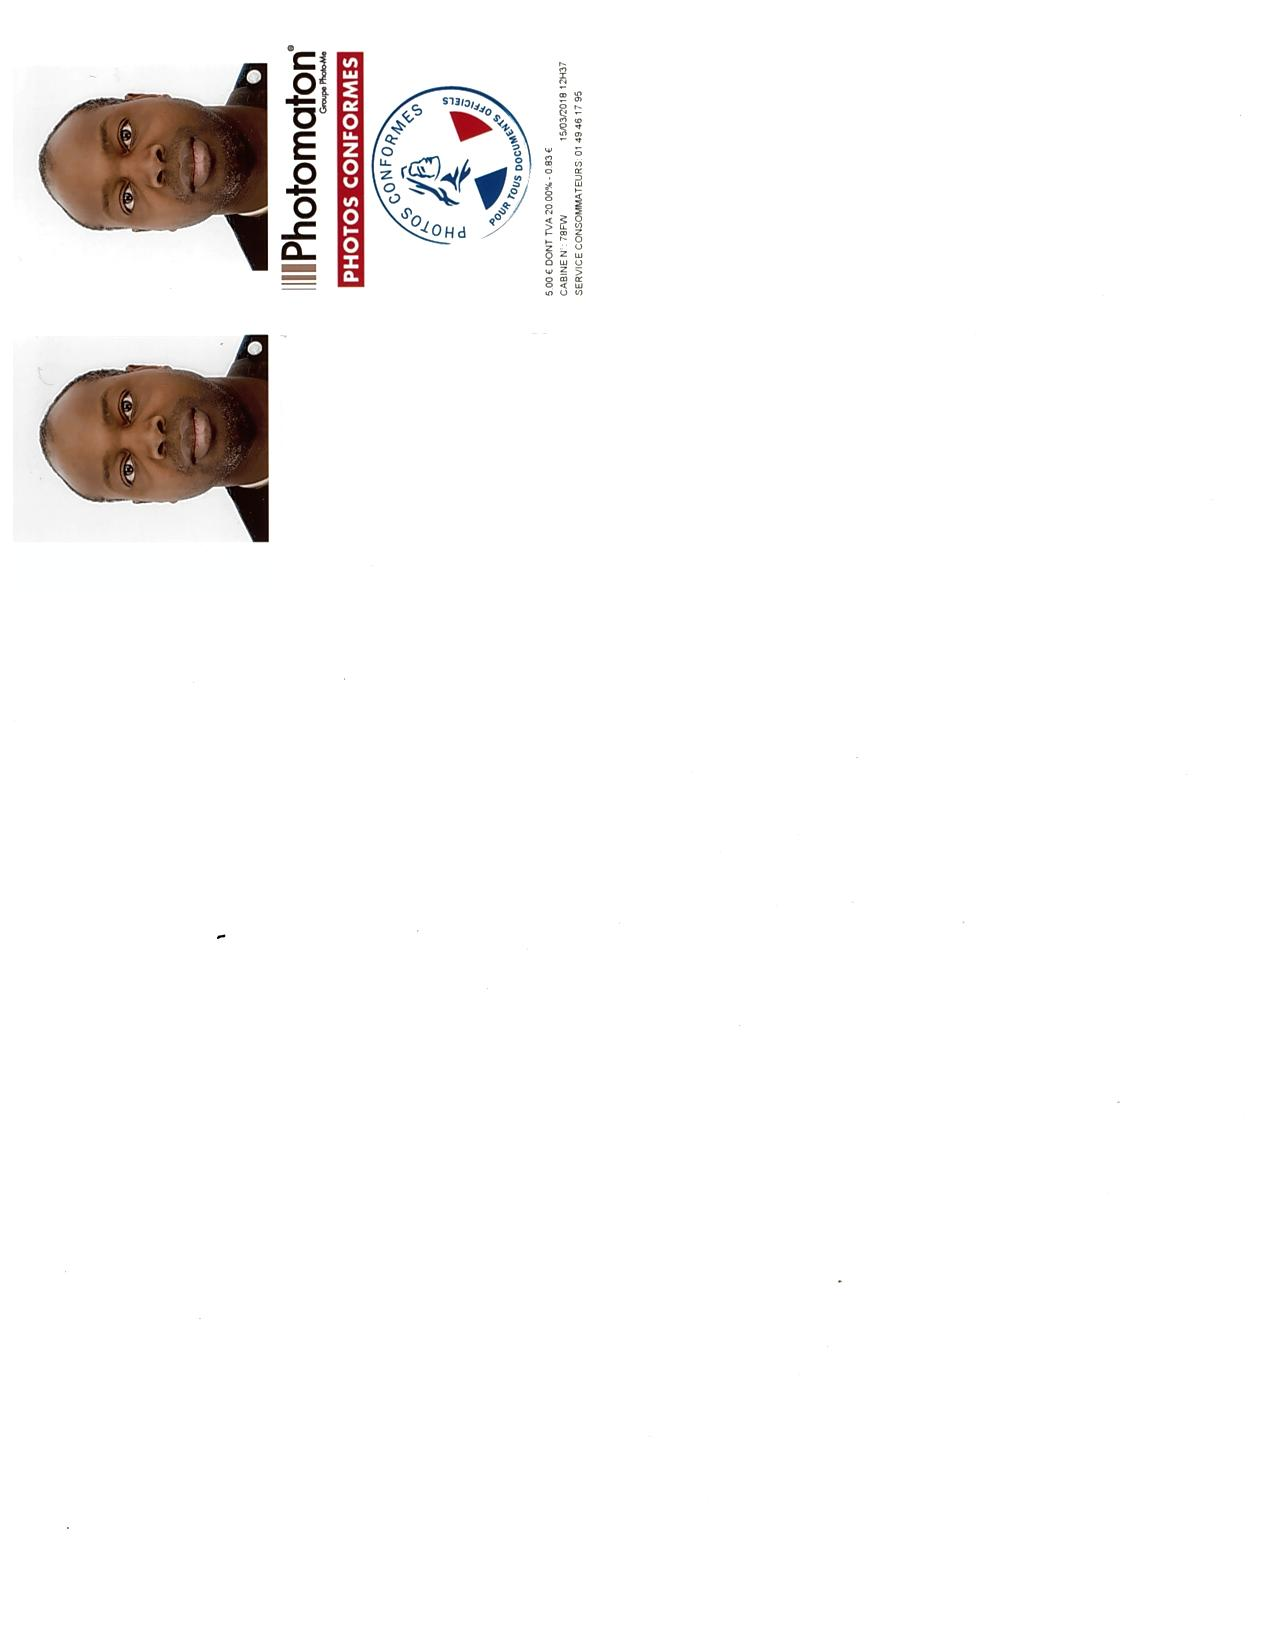 Photomaton®
Groupe Photo-Me
PHOTOS CONFORMES
PHOTOS CONFORMES
POUR TOUS DOCUMENTS OFFICIELS
5.00 € DONT TVA 20.00% - 0.83 €
CABINE N° : 78FW 15/03/2018 12H37
SERVICE CONSOMMATEURS: 01 49 46 17 95